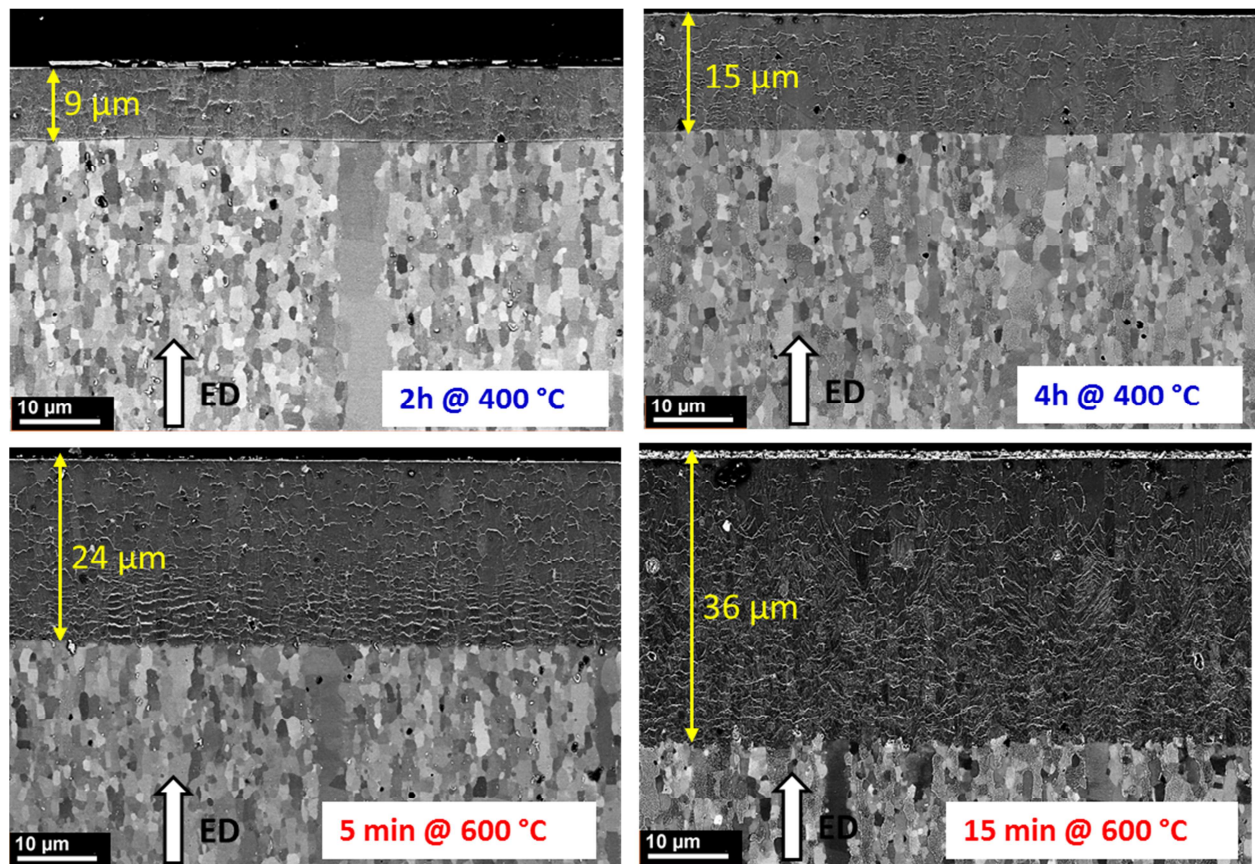 9 µm
ED
10 µm
2h @ 400 °C
15 µm
ED
10 µm
4h @ 400 °C
24 µm
ED
10 µm
5 min @ 600 °C
36 µm
ED
10 µm
15 min @ 600 °C